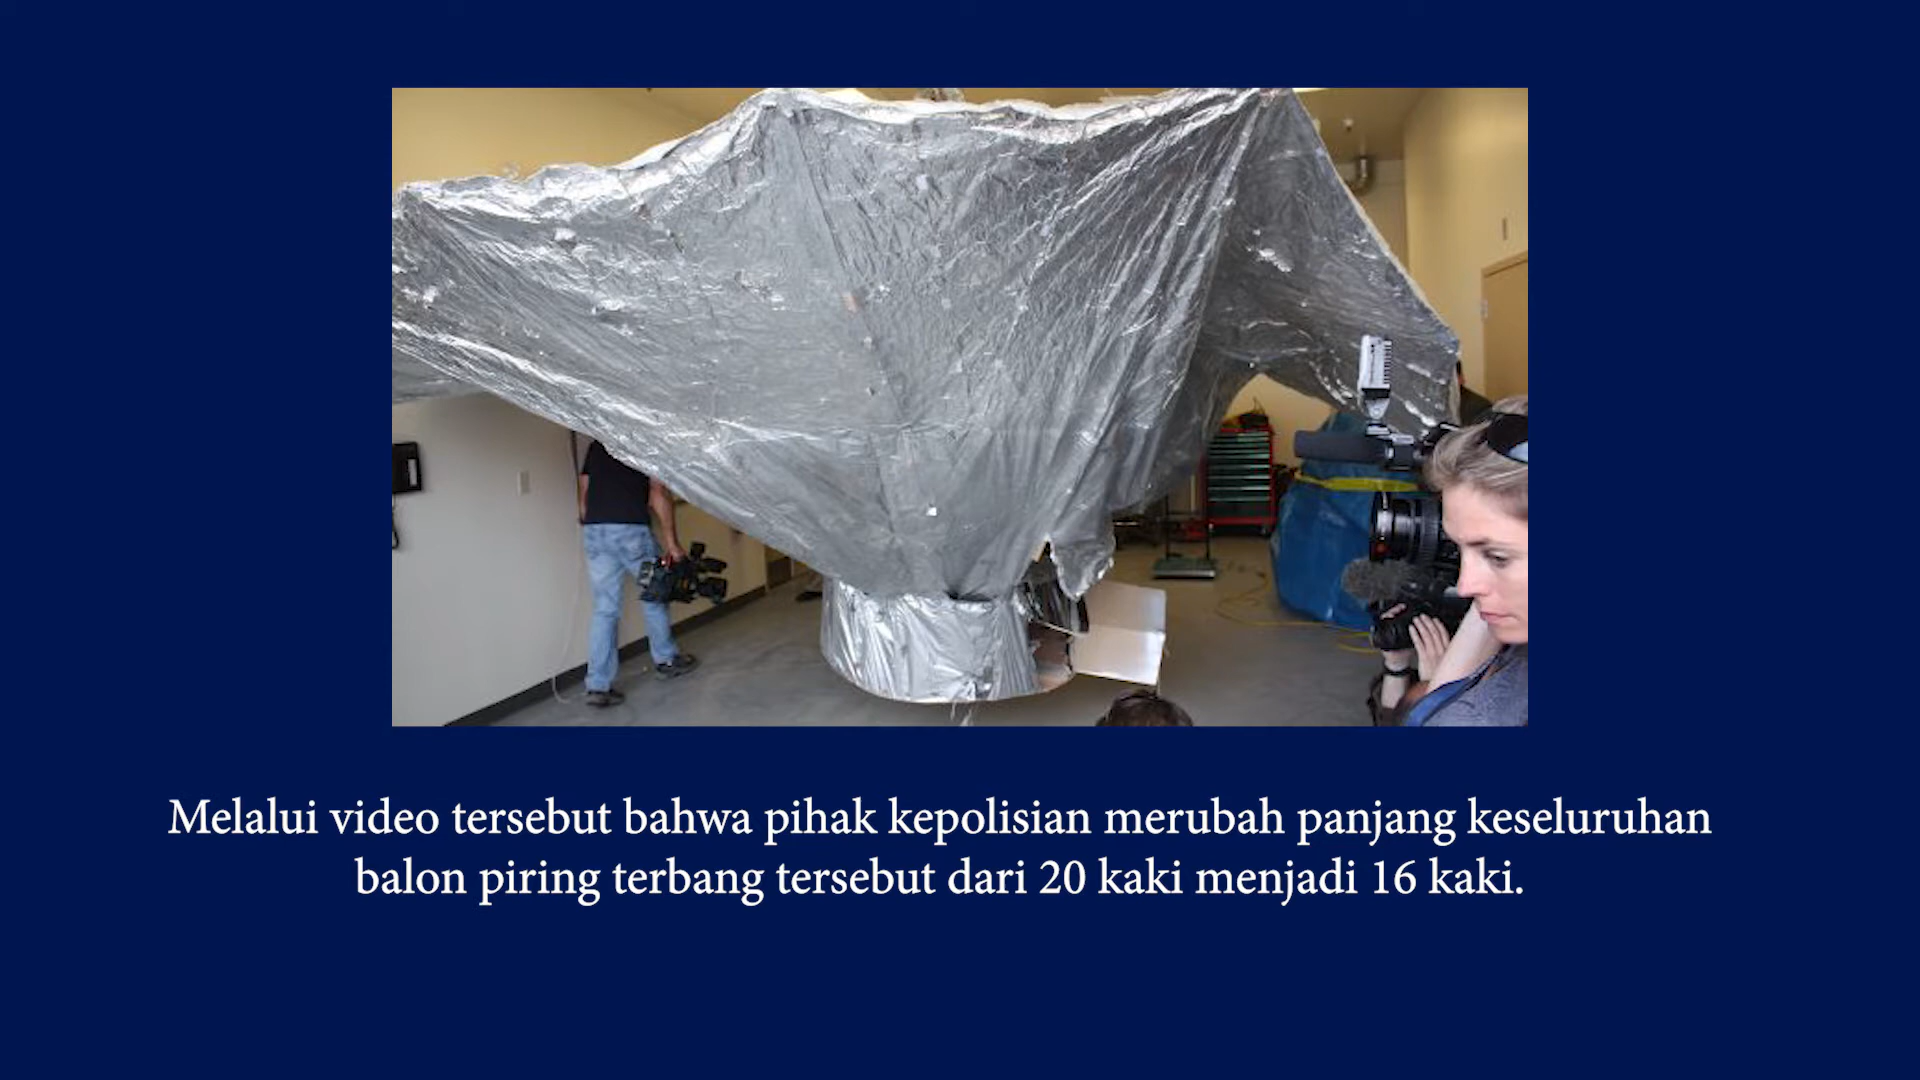 Melalui video tersebut bahwa pihak kepolisian merubah panjang keseluruhan
balon piring terbang tersebut dari 20 kaki menjadi 16 kaki.